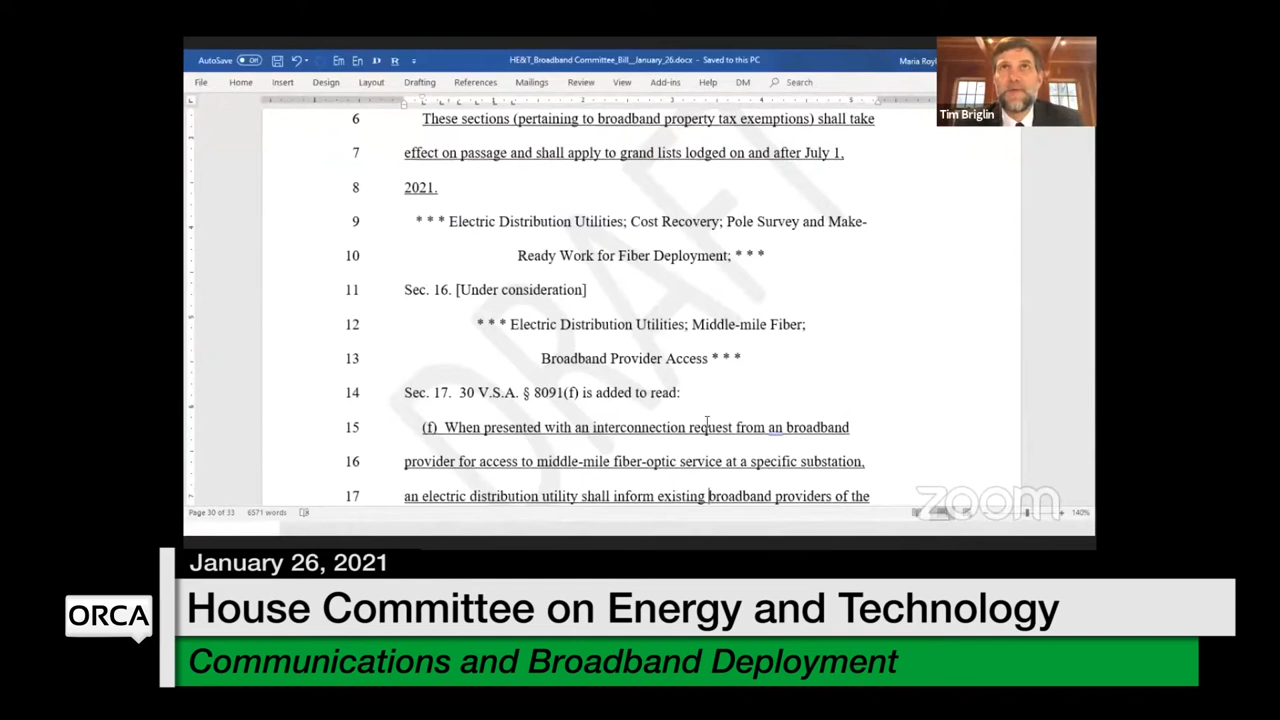 AutoSave Off
Em En D R
HE&T_Broadband Committee_Bill__January_26.docx - Saved to this PC
Maria Royl
File Home Insert Draw Design Layout Drafting References Mailings Review View Add-ins Help DM Search
Tim Briglin
6 These sections (pertaining to broadband property tax exemptions) shall take
7 effect on passage and shall apply to grand lists lodged on and after July 1,
8 2021.
9 * * * Electric Distribution Utilities; Cost Recovery; Pole Survey and Make-
10 Ready Work for Fiber Deployment; * * *
11 Sec. 16. [Under consideration]
12 * * * Electric Distribution Utilities; Middle-mile Fiber;
13 Broadband Provider Access * * *
14 Sec. 17. 30 V.S.A. § 8091(f) is added to read:
15 (f) When presented with an interconnection request from an broadband
16 provider for access to middle-mile fiber-optic service at a specific substation,
17 an electric distribution utility shall inform existing broadband providers of the
DRAFT
Page 30 of 33 6571 words
140%
zoom
January 26, 2021
ORCA
House Committee on Energy and Technology
Communications and Broadband Deployment